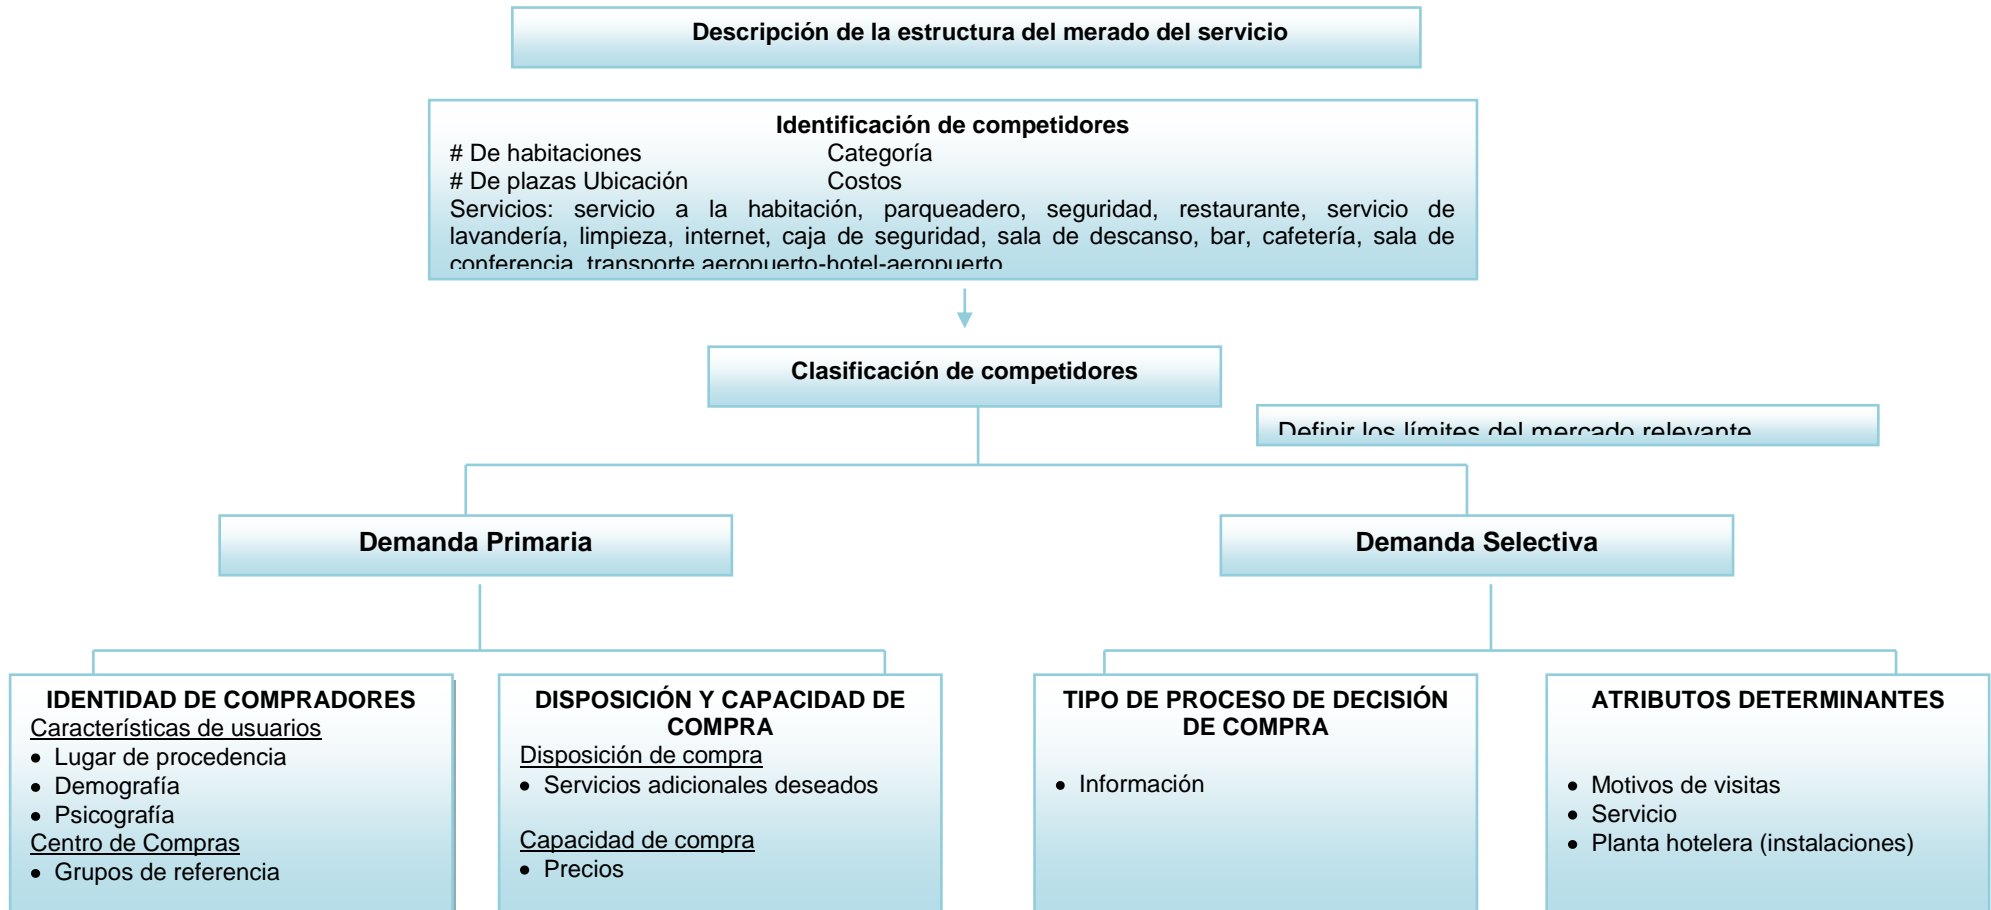 Descripción de la estructura del merado del servicio
Identificación de competidores
# De habitaciones Categoría
# De plazas Ubicación Costos
Servicios: servicio a la habitación, parqueadero, seguridad, restaurante, servicio de
lavandería, limpieza, internet, caja de seguridad, sala de descanso, bar, cafetería, sala de
conferencia, transporte aeropuerto-hotel-aeropuerto
Clasificación de competidores
Definir los límites del mercado relevante
Demanda Primaria
Demanda Selectiva
IDENTIDAD DE COMPRADORES
Característicās de usuarios
• Lugar de procedencia
• Demografía
• Psicografía
Centro de Compras
• Grupos de referencia
DISPOSICIÓN Y CAPACIDAD DE
COMPRA
Disposición de compra
• Servicios adicionales deseados
Capacidad de compra
• Precios
TIPO DE PROCESO DE DECISIÓN
DE COMPRA
• Información
ATRIBUTOS DETERMINANTES
• Motivos de visitas
• Servicio
• Planta hotelera (instalaciones)